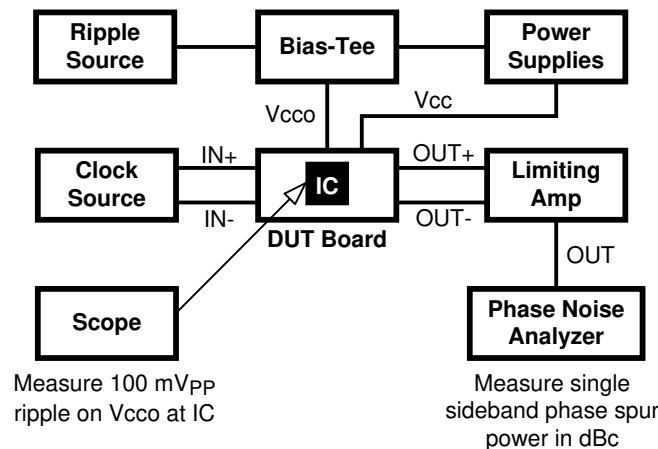 Ripple
Source
Bias-Tee
Power
Supplies
Vcco
Vcc
Clock
Source
IN+
IN-
IC
DUT Board
OUT+
OUT-
Limiting
Amp
OUT
Scope
Phase Noise
Analyzer
Measure 100 mVPP
ripple on Vcco at IC
Measure single
sideband phase spur
power in dBc